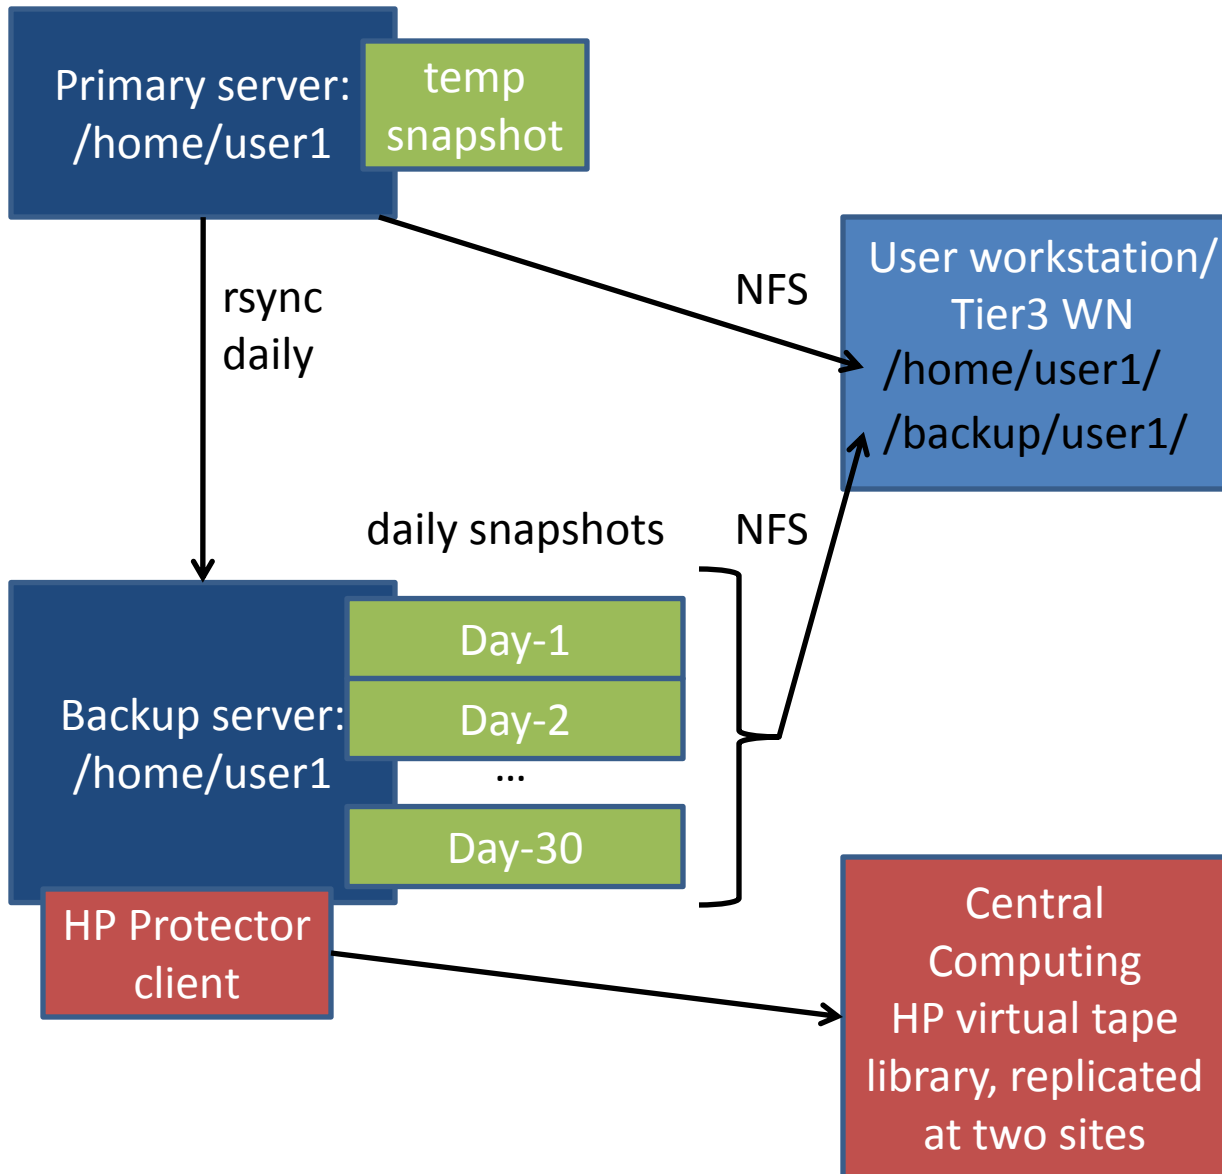 Primary server:
/home/user1
temp
snapshot
rsync
daily
NFS
User workstation/
Tier3 WN
/home/user1/
/backup/user1/
daily snapshots
NFS
Backup server:
/home/user1
Day-1
Day-2
...
Day-30
HP Protector
client
Central
Computing
HP virtual tape
library, replicated
at two sites